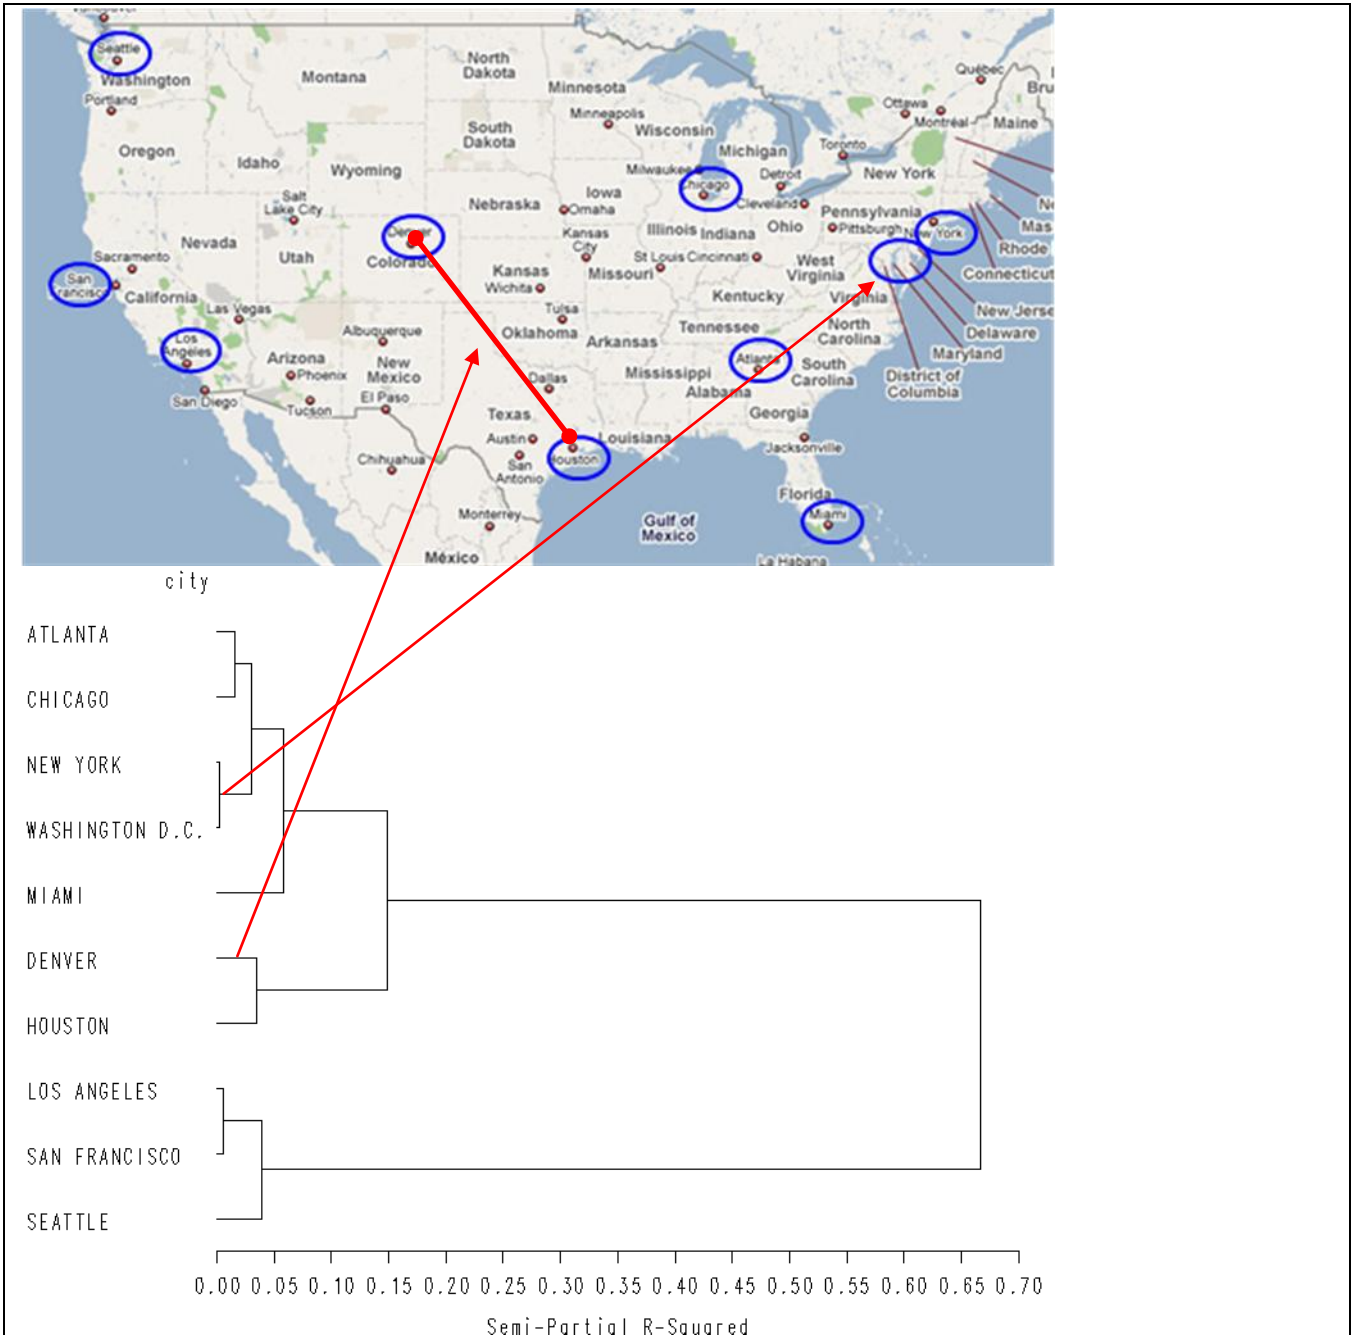 Vancouver
Seattle
Washington
Portland
Oregon
Montana
Idaho
Wyoming
North
Dakota
South
Dakota
Minnesota
Minneapolis
Wisconsin
Michigan
Milwaukee
Chicago
Detroit
Toronto
Ottawa
Montréal
Québec
Maine
Bru
New York
Salt
Lake City
Nevada
Utah
Sacramento
San
Francisco
California
Las Vegas
Los
Angeles
San Diego
Denver
Colorado
Nebraska
Iowa
Omaha
Kansas
City
Kansas
Wichita
Missouri
St Louis
Cincinnati
Illinois
Indiana
Ohio
Cleveland
Pennsylvania
Pittsburgh
New York
West
Virginia
Virginia
Kentucky
Ne
Mas
Rhode
Connecticut
New Jerse
Delaware
Maryland
District of
Columbia
Albuquerque
Arizona
Phoenix
Tucson
New
Mexico
El Paso
Tulsa
Oklahoma
Arkansas
Tennessee
North
Carolina
South
Carolina
Atlanta
Mississippi
Alabama
Georgia
Dallas
Texas
Austin
San
Antonio
Houston
Louisiana
Jacksonville
Florida
Miami
Chihuahua
Monterrey
México
Gulf of
Mexico
La Habana
city
ATLANTA
CHICAGO
NEW YORK
WASHINGTON D.C.
MIAMI
DENVER
HOUSTON
LOS ANGELES
SAN FRANCISCO
SEATTLE
0.00 0.05 0.10 0.15 0.20 0.25 0.30 0.35 0.40 0.45 0.50 0.55 0.60 0.65 0.70
Semi-Partial R-Squared